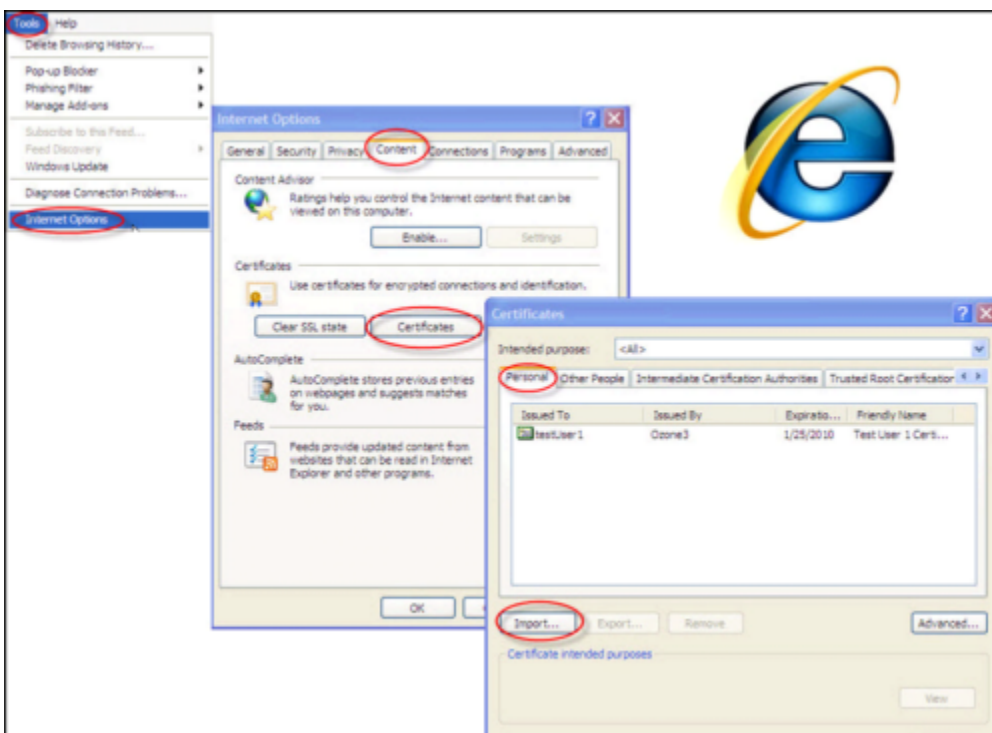 Tools Help
Delete Browsing History....
Pop-up Blocker
Phishing Filter
Manage Add-ons
Subscribe to this Feed...
Feed Discovery
Windows Update
Diagnose Connection Problems...
Internet Options
Internet Options
General Security Privacy Content Connections Programs Advanced
Content Advisor
Ratings help you control the Internet content that can be
viewed on this computer.
Enable... Settings
Certificates
Use certificates for encrypted connections and identification.
Clear SSL state Certificates
AutoComplete
AutoComplete stores previous entries
on webpages and suggests matches
for you.
Feeds
Feeds provide updated content from
websites that can be read in Internet
Explorer and other programs.
OK
Certificates
Intended purpose: <All>
Personal Other People Intermediate Certification Authorities Trusted Root Certification
Issued To Issued By Expiratio... Friendly Name
testUser1 Ozone3 1/25/2010 Test User 1 Certi...
Import... Export... Remove Advanced...
Certificate intended purposes
View